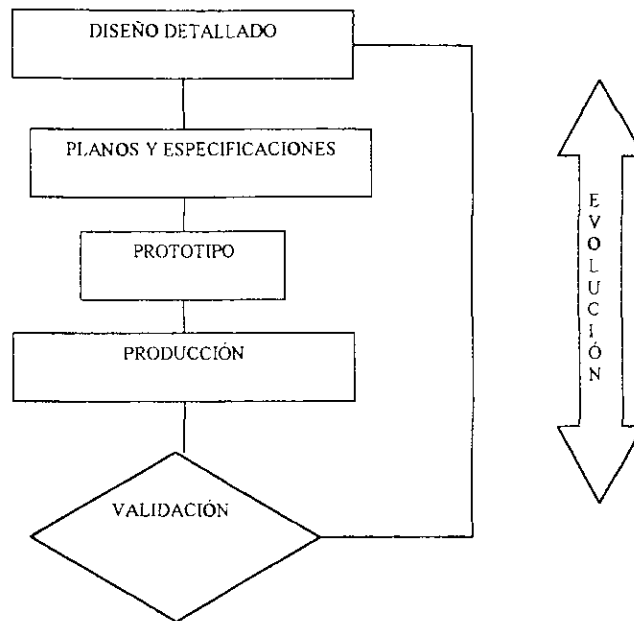 DISEÑO DETALLADO
PLANOS Y ESPECIFICACIONES
PROTOTIPO
PRODUCCIÓN
VALIDACIÓN
EVOLUCIÓN